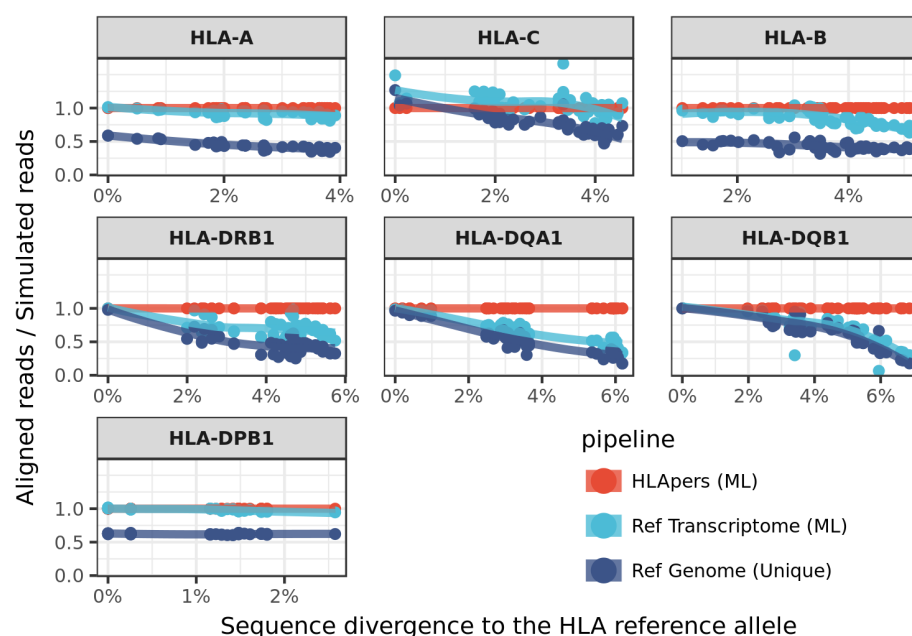 HLA-A HLA-C HLA-B
1.0
0.5
0.0
0% 2% 4% 0% 2% 4% 2% 4%
HLA-DRB1 HLA-DQA1 HLA-DQB1
1.0
0.5
0.0
0% 2% 4% 6% 0% 2% 4% 6% 0% 2% 4% 6%
HLA-DPB1
1.0
0.5
0.0
0% 1% 2%
Aligned reads / Simulated reads
pipeline
HLApers (ML)
Ref Transcriptome (ML)
Ref Genome (Unique)
Sequence divergence to the HLA reference allele